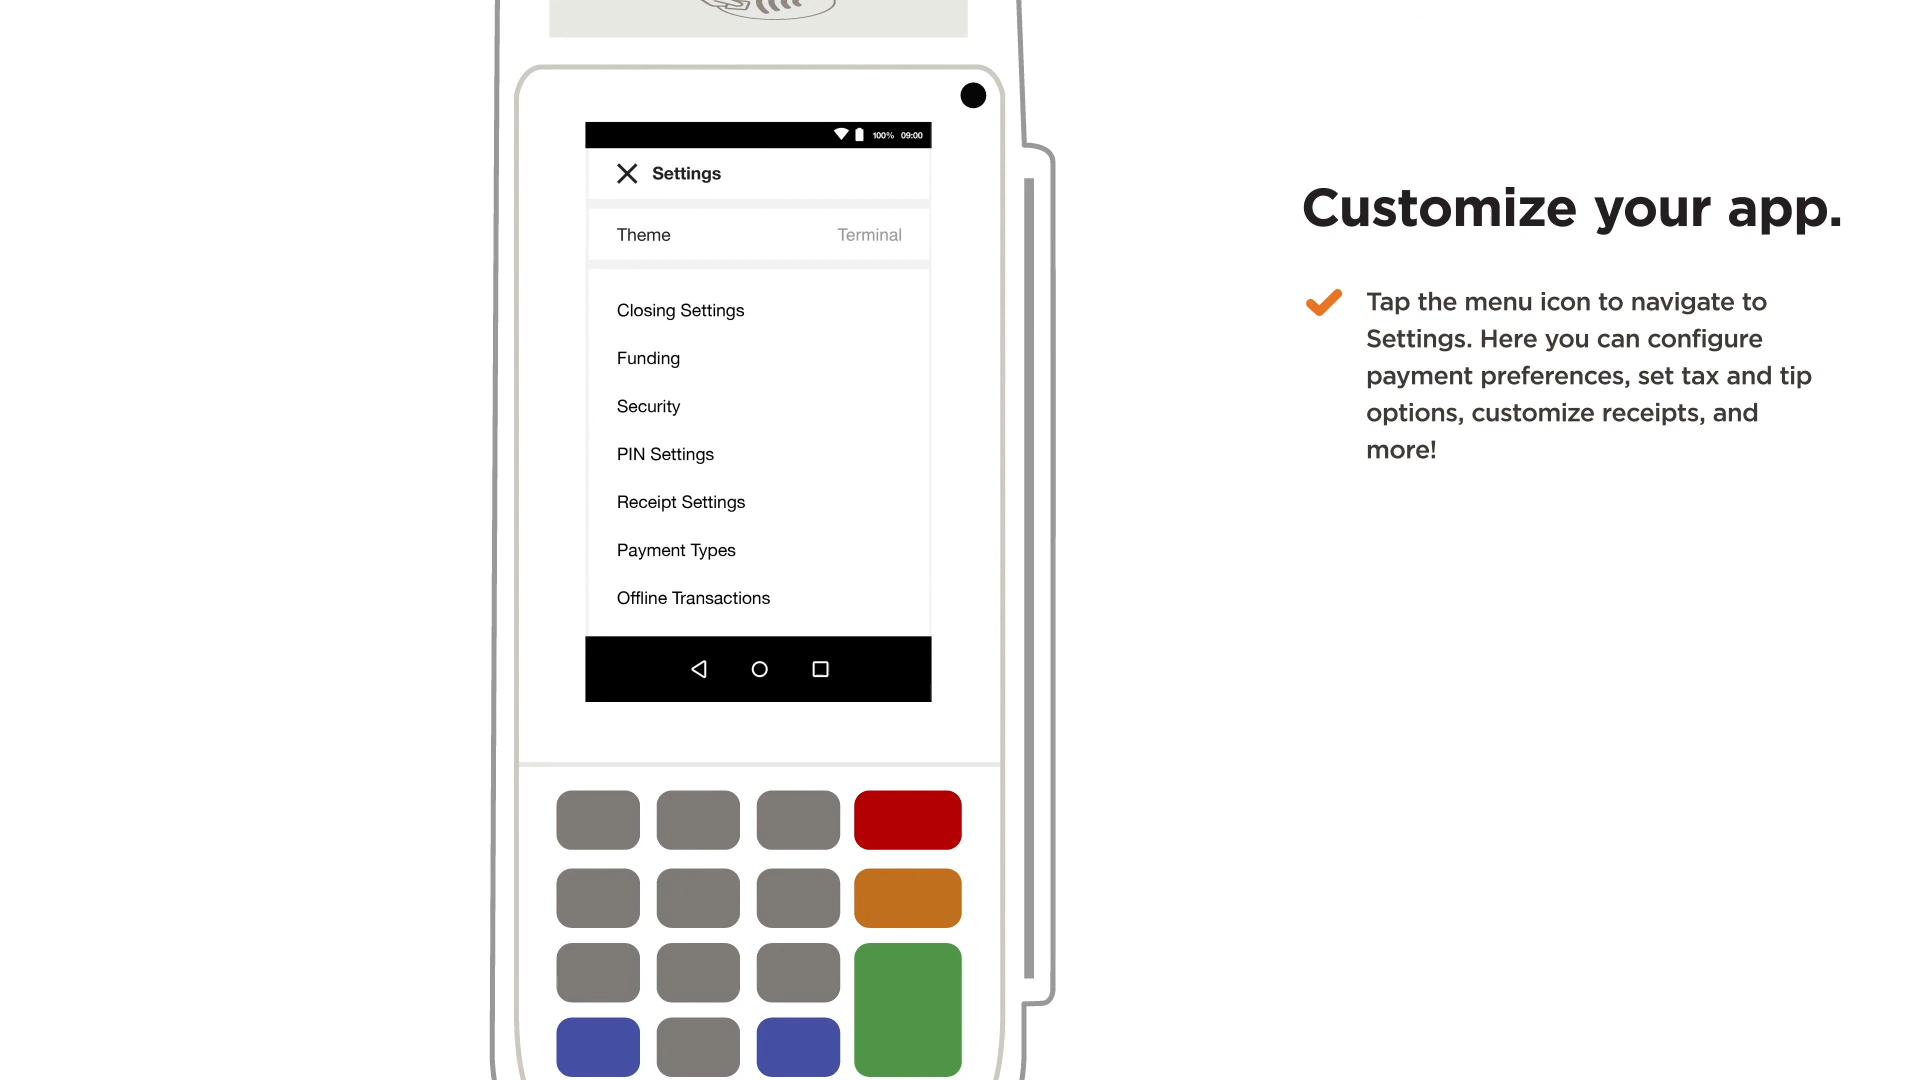 100% 09:00
Settings
Theme Terminal
Closing Settings
Funding
Security
PIN Settings
Receipt Settings
Payment Types
Offline Transactions
Customize your app.
Tap the menu icon to navigate to
Settings. Here you can configure
payment preferences, set tax and tip
options, customize receipts, and
more!